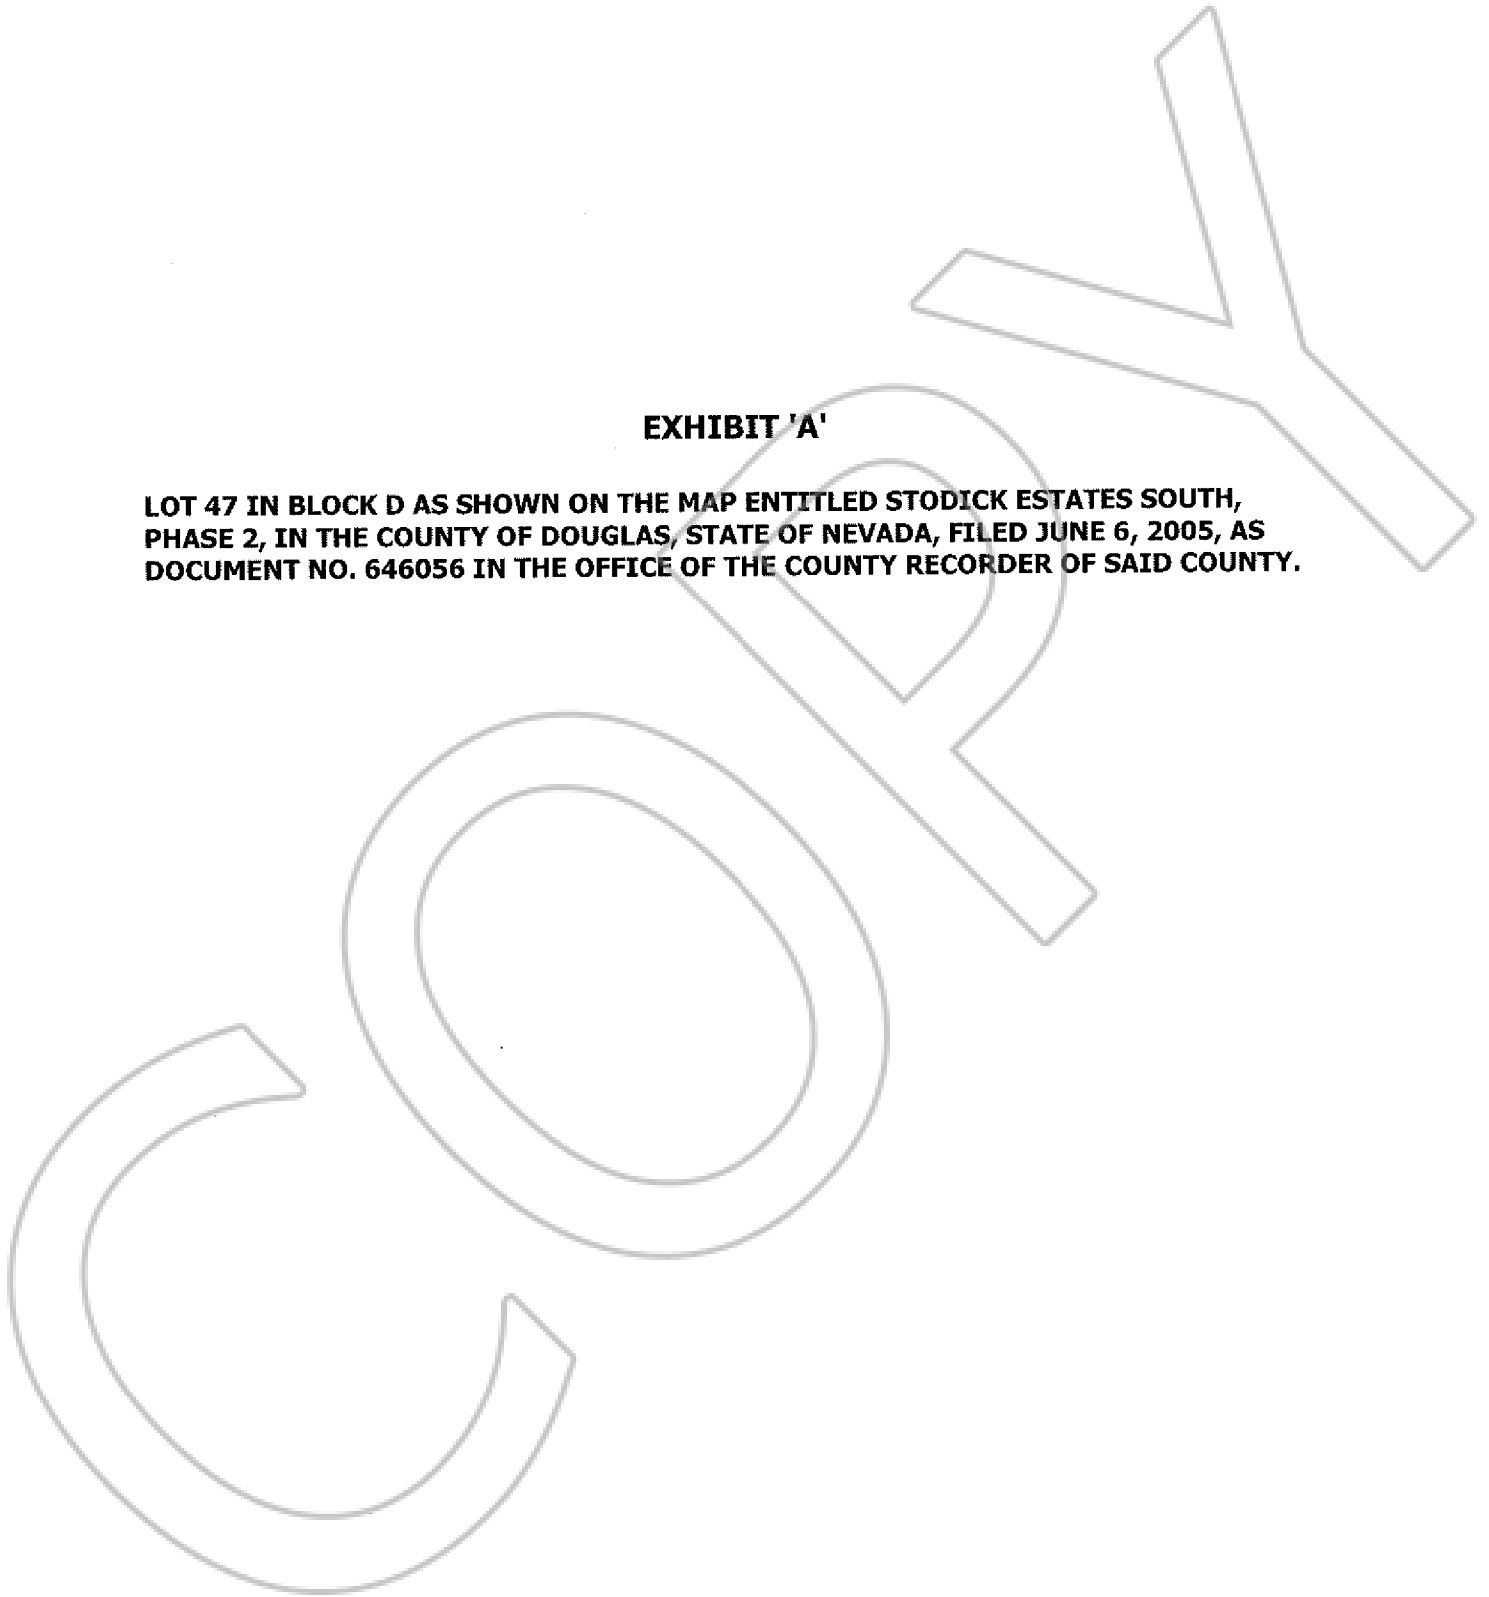 EXHIBIT 'A'
LOT 47 IN BLOCK D AS SHOWN ON THE MAP ENTITLED STODICK ESTATES SOUTH,
PHASE 2, IN THE COUNTY OF DOUGLAS, STATE OF NEVADA, FILED JUNE 6, 2005, AS
DOCUMENT NO. 646056 IN THE OFFICE OF THE COUNTY RECORDER OF SAID COUNTY.
COPY